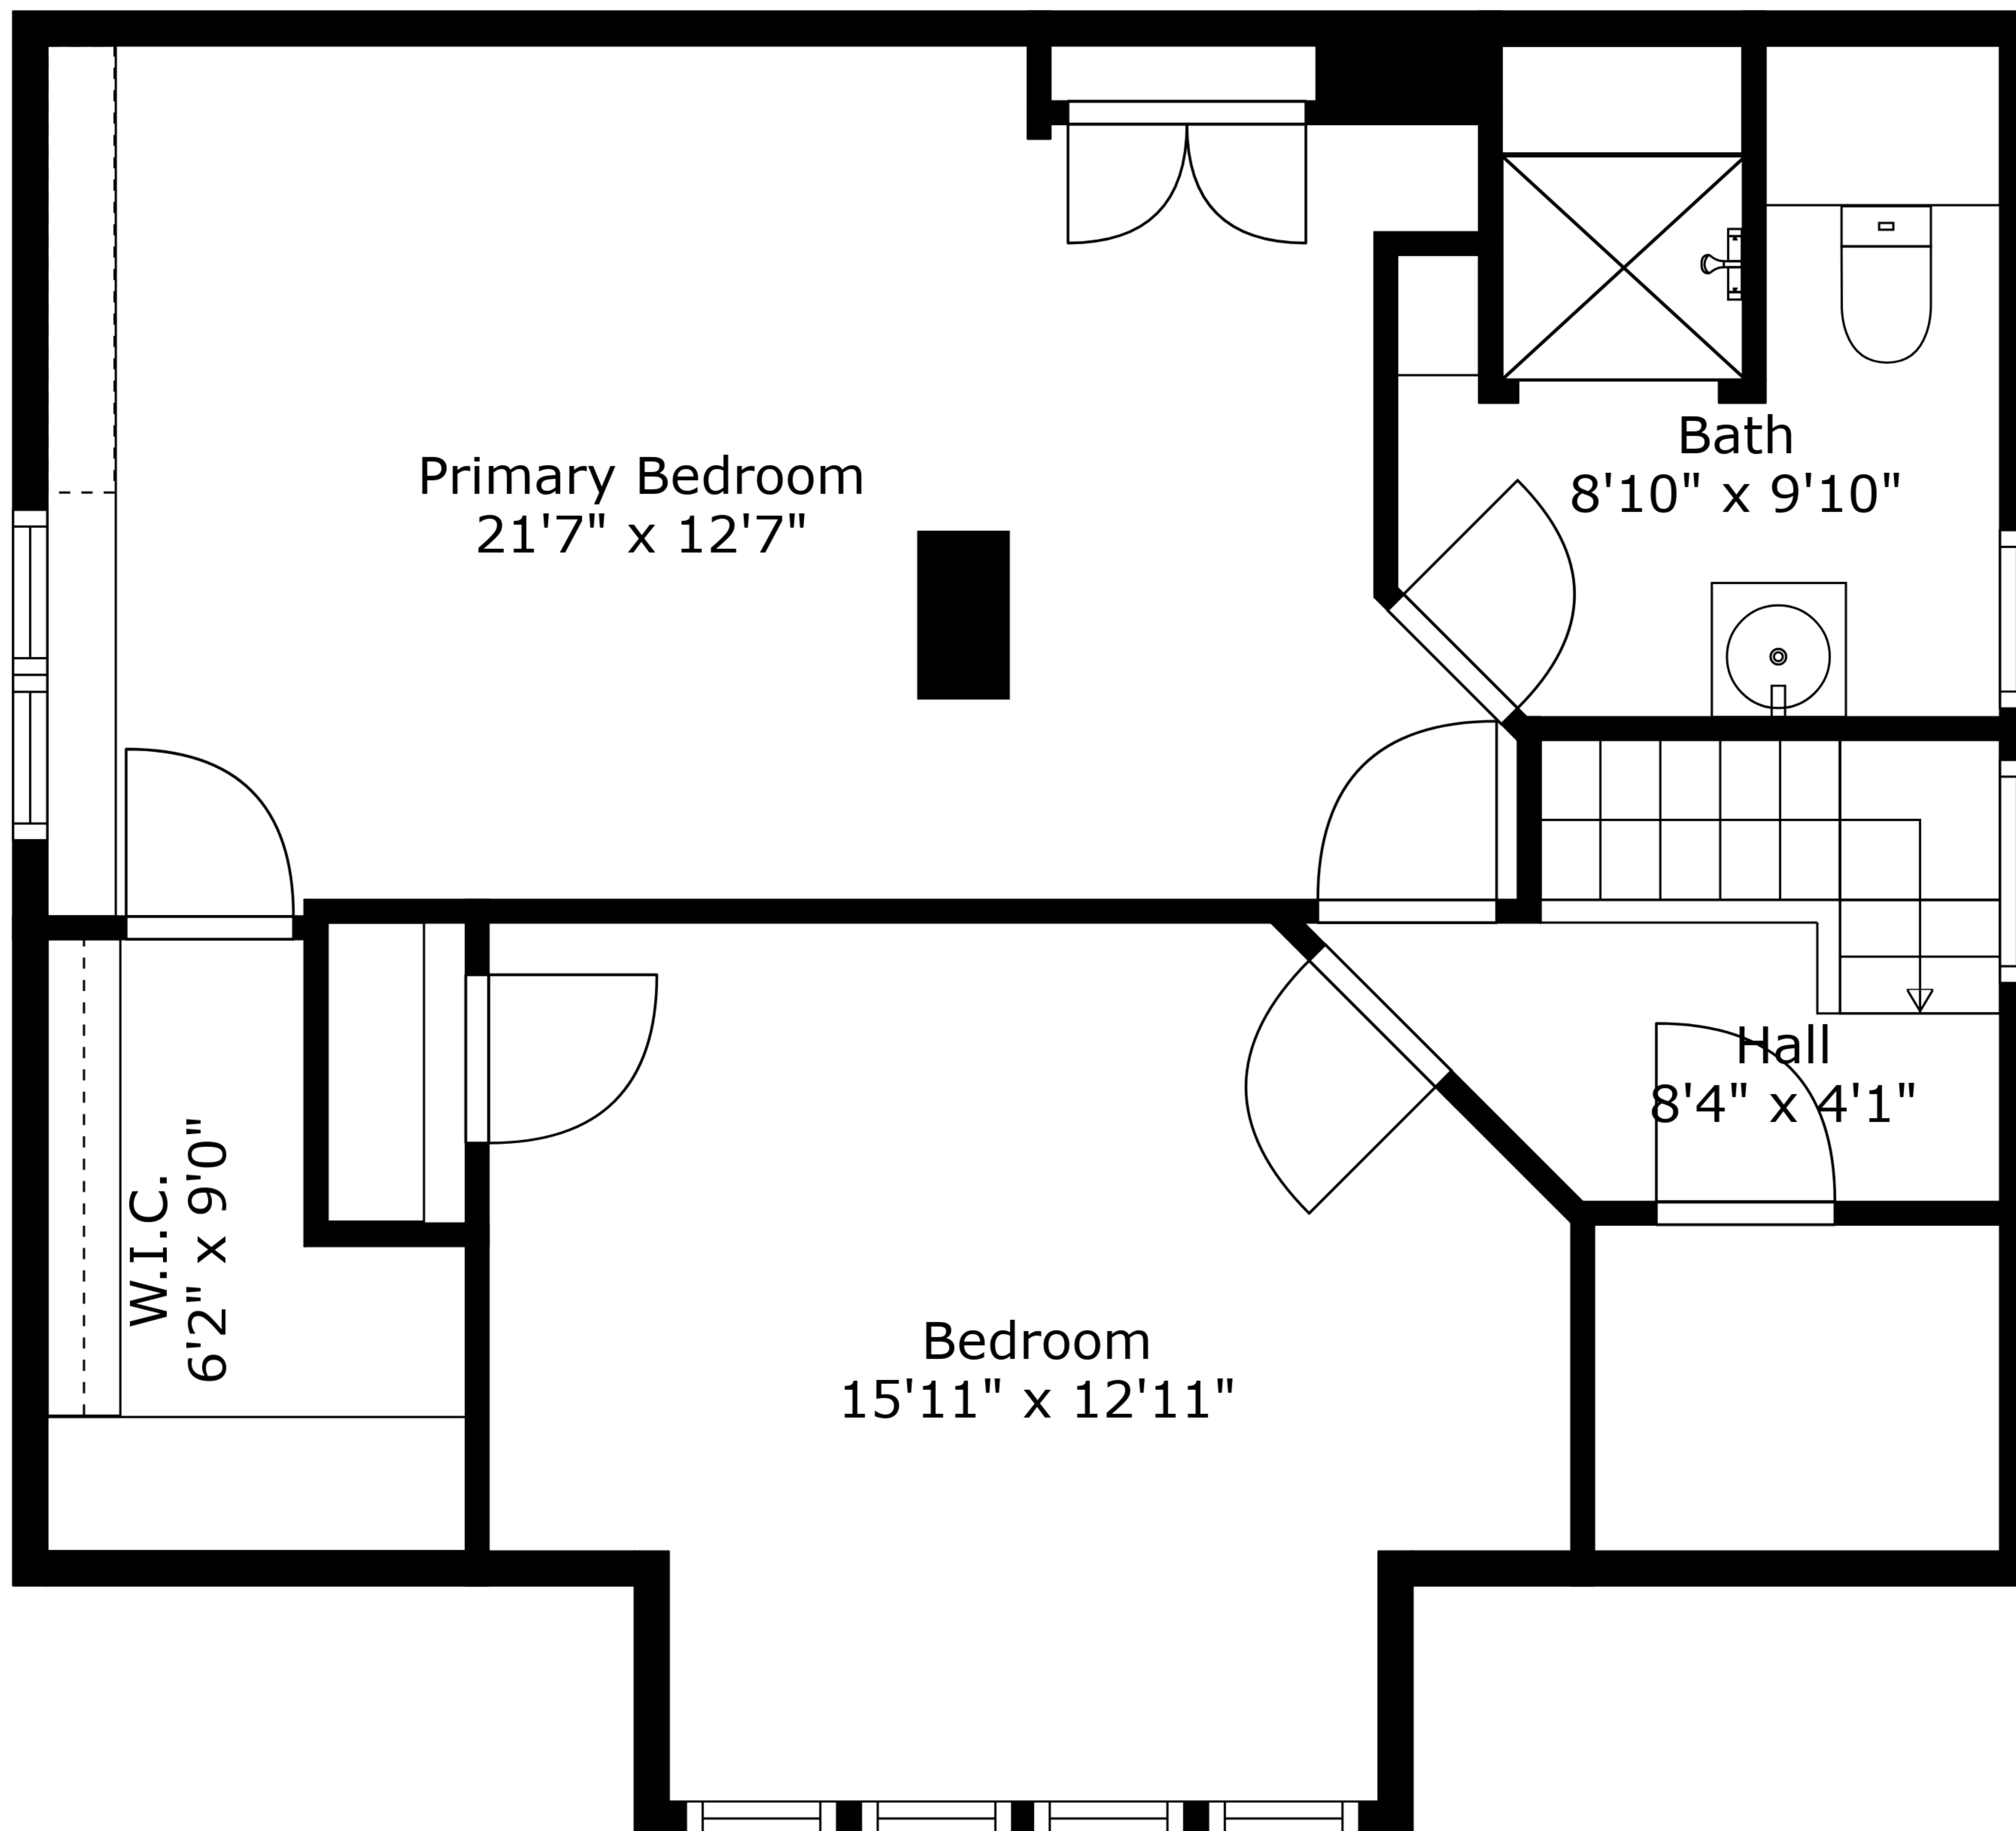 Primary Bedroom
21'7" x 12'7"
Bath
8'10" x 9'10"
Hall
8'4" x 4'1"
W.I.C.
6'2" x 9'0"
Bedroom
15'11" x 12'11"